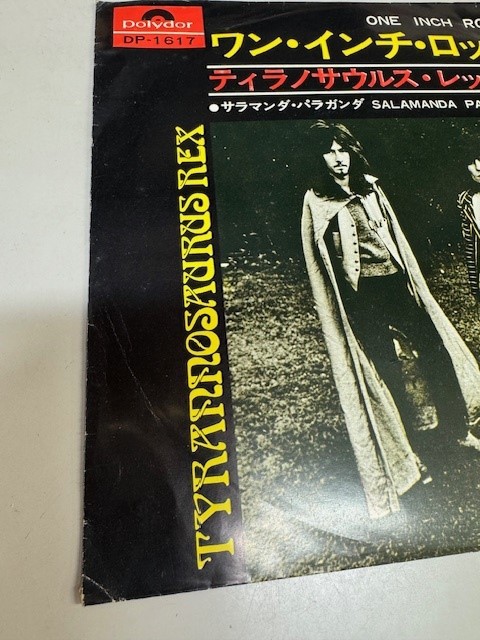 polydor
DP-1617
ONE INCH RO
ワン・インチ・ロッ
ティラノサウルス・レッ
●サラマンダ・パラガンダ SALAMANDA PA
TYRANNOSAURUS REX